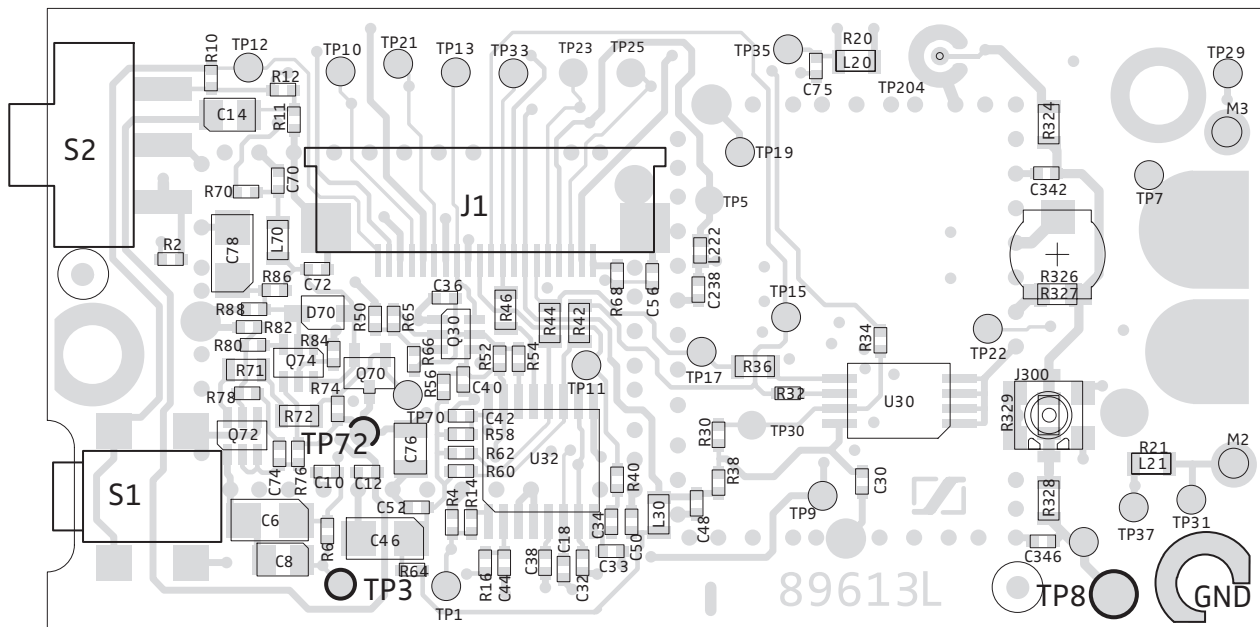 R10
TP12
TP10
TP21
TP13
TP33
TP23
TP25
TP35
R20
L20
C75
TP204
TP29
M3
R12
C14
R11
R324
S2
TP19
C342
TP7
C70
R70
J1
TP5
R2
C78
L70
L222
C72
R68
C56
C238
R326
R327
R86
R88
D70
C36
R50
R65
R46
R44
R42
TP15
Q30
R82
R84
R80
Q74
Q70
R66
R52
R54
R34
TP22
R71
R74
R56
C40
TP11
TP17
R36
R32
J300
R78
R72
TP70
C42
U30
R329
Q72
TP72
C76
R58
R62
R60
U32
R30
TP30
R21
L21
M2
S1
C74
R76
C10
C12
R40
R38
C30
C52
R4
R14
C34
C50
L30
C48
TP9
R328
TP37
TP31
C6
R6
C46
C8
R64
R16
C44
C38
C18
C33
C32
C346
TP3
TP1
89613L
TP8
GND